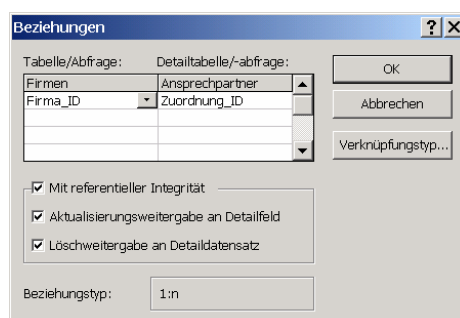 Beziehungen
Tabelle/Abfrage: Detailtabelle/-abfrage:
Firmen Ansprechpartner
Firma_ID Zuordnung_ID
OK
Abbrechen
Verknüpfungstyp...
Mit referentieller Integrität
Aktualisierungsweitergabe an Detailfeld
Löschweitergabe an Detaildatensatz
Beziehungstyp: 1:n